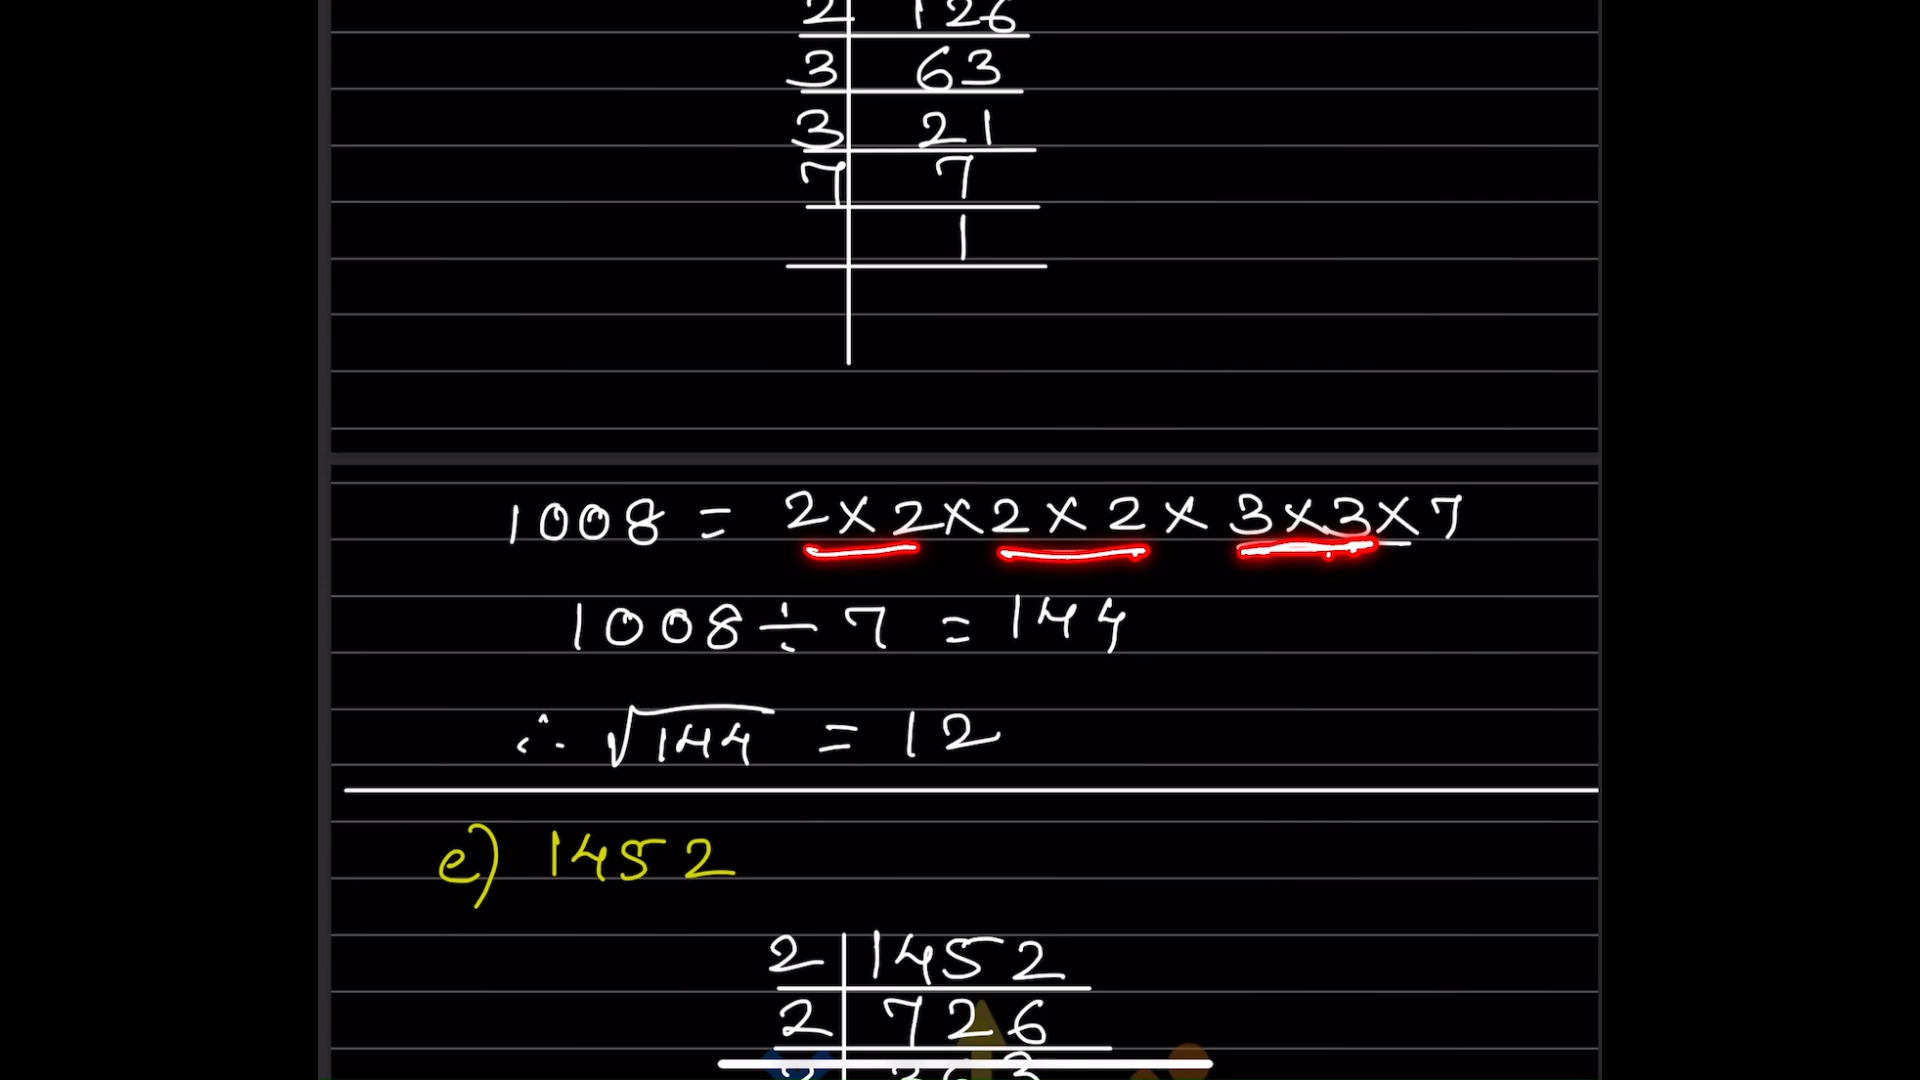 2 126
3 63
3 21
7 7
1
1008 = 2×2×2×2×3×3×7
1008÷7 = 144
∴ √144 = 12
e) 1452
2 1452
2 726